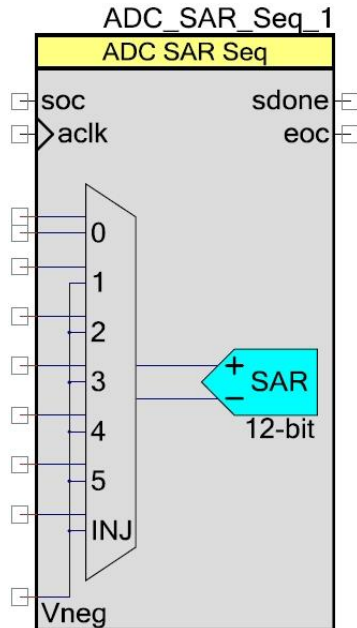 ADC_SAR_Seq_1
ADC SAR Seq
soc
sdone
aclk
eoc
0
1
2
3
4
5
INJ
+
SAR
−
12-bit
Vneg